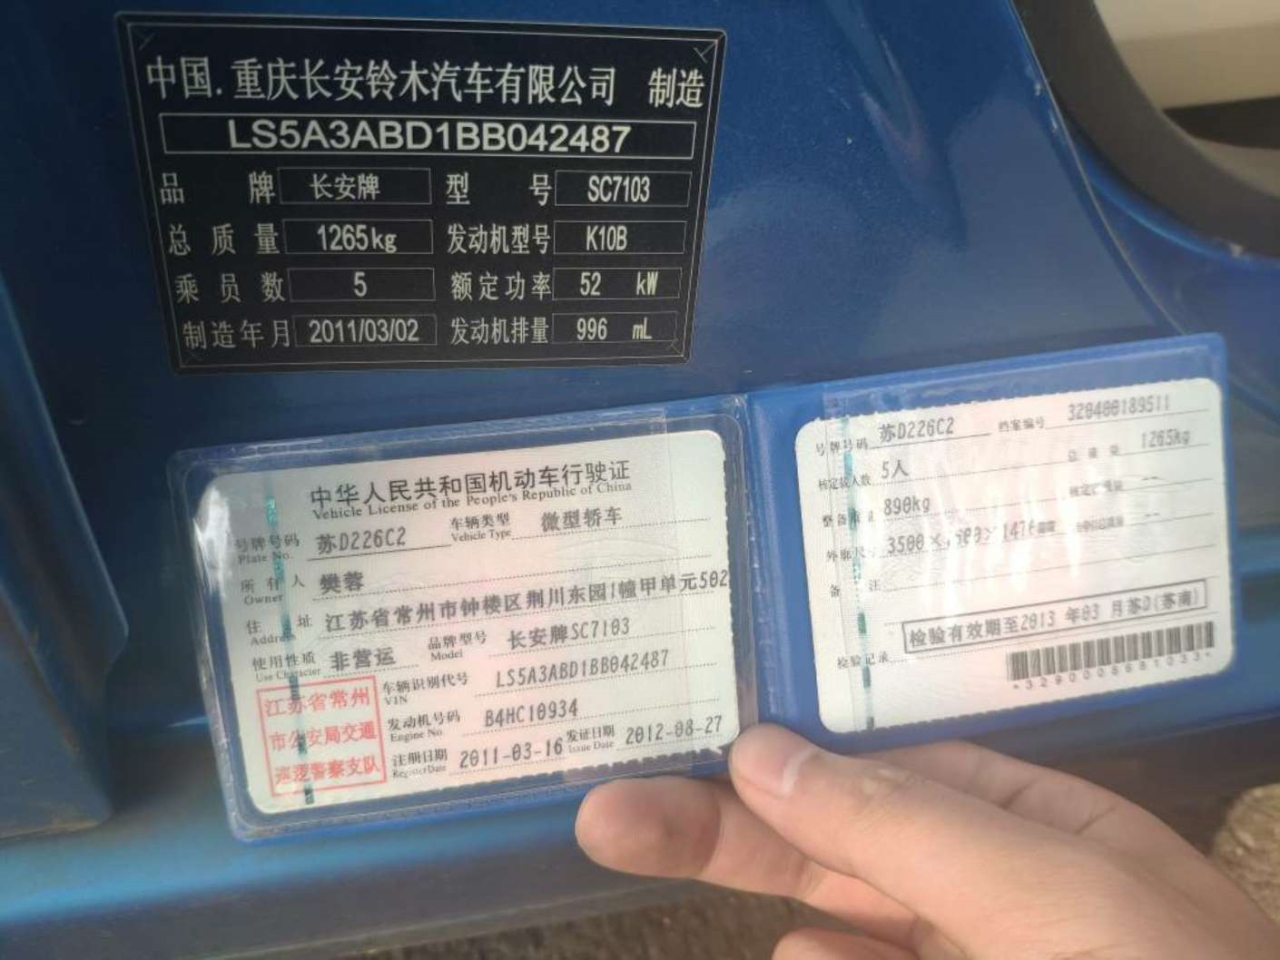 中国.重庆长安铃木汽车有限公司 制造
LS5A3ABD1BB042487
品牌 长安牌 型号 SC7103
总质量 1265kg 发动机型号 K10B
乘员数 5 额定功率 52 kW
制造年月 2011/03/02 发动机排量 996 mL
中华人民共和国机动车行驶证
Vehicle License of the People's Republic of China
号牌号码 苏D226C2 车辆类型 微型轿车
Plate No. Vehicle Type
所有人 樊蓉
Owner
住址 江苏省常州市钟楼区荆川东园1幢甲单元502
Address
使用性质 非营运 品牌型号 长安牌SC7103
Use Character Model
江苏省常州
市公安局交通
巡逻警察支队
车辆识别代号 LS5A3ABD1BB042487
VIN
发动机号码 B4HC10934
Engine No.
注册日期 2011-03-16 发证日期 2012-08-27
Register Date Issue Date
号牌号码 苏D226C2 档案编号 320400189511
核定载人数 5人 总质量 1265kg
整备质量 890kg 核定
外廓尺寸 3500×
备注
检验有效期至2013年03月苏D(苏南)
检验记录
*3290008681033*